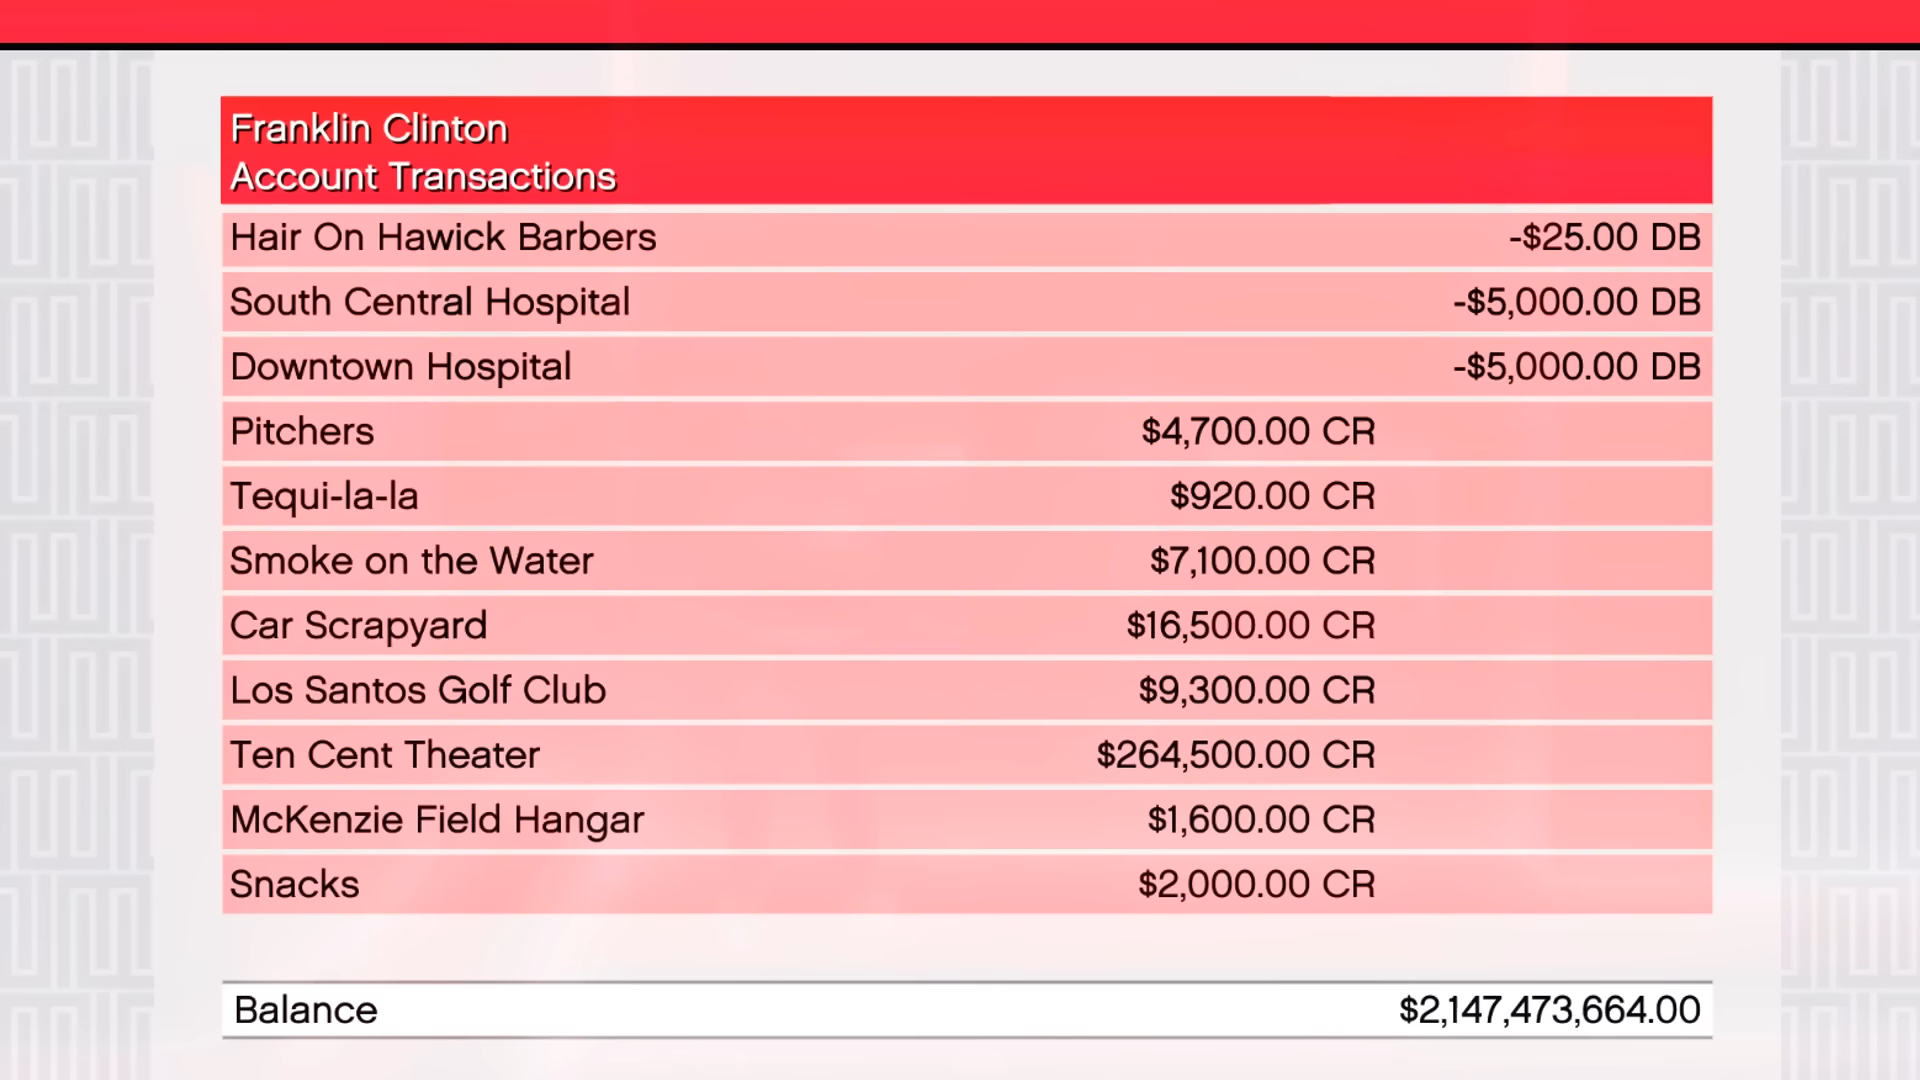 Franklin Clinton
Account Transactions
Hair On Hawick Barbers -$25.00 DB
South Central Hospital -$5,000.00 DB
Downtown Hospital -$5,000.00 DB
Pitchers $4,700.00 CR
Tequi-la-la $920.00 CR
Smoke on the Water $7,100.00 CR
Car Scrapyard $16,500.00 CR
Los Santos Golf Club $9,300.00 CR
Ten Cent Theater $264,500.00 CR
McKenzie Field Hangar $1,600.00 CR
Snacks $2,000.00 CR
Balance $2,147,473,664.00